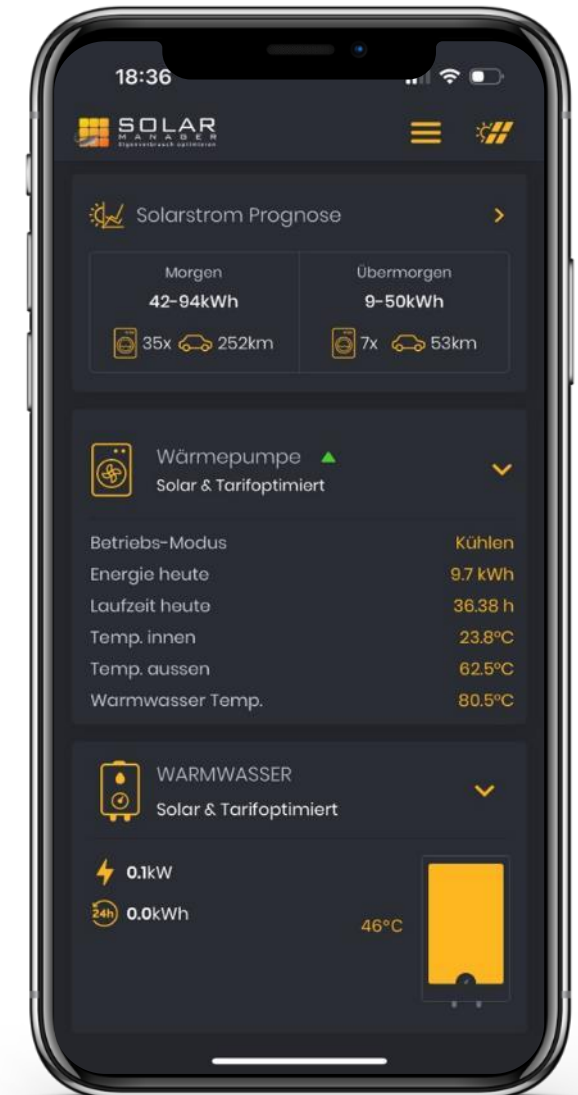 18:36
SOLAR
MANAGER
Eigenverbrauch optimieren
Solarstrom Prognose
Morgen
42-94kWh
35x 252km
Übermorgen
9-50kWh
7x 53km
Wärmepumpe
Solar & Tarifoptimiert
Betriebs-Modus Kühlen
Energie heute 9.7 kWh
Laufzeit heute 36.38 h
Temp. innen 23.8°C
Temp. aussen 62.5°C
Warmwasser Temp. 80.5°C
WARMWASSER
Solar & Tarifoptimiert
0.1kW
24h 0.0kWh
46°C